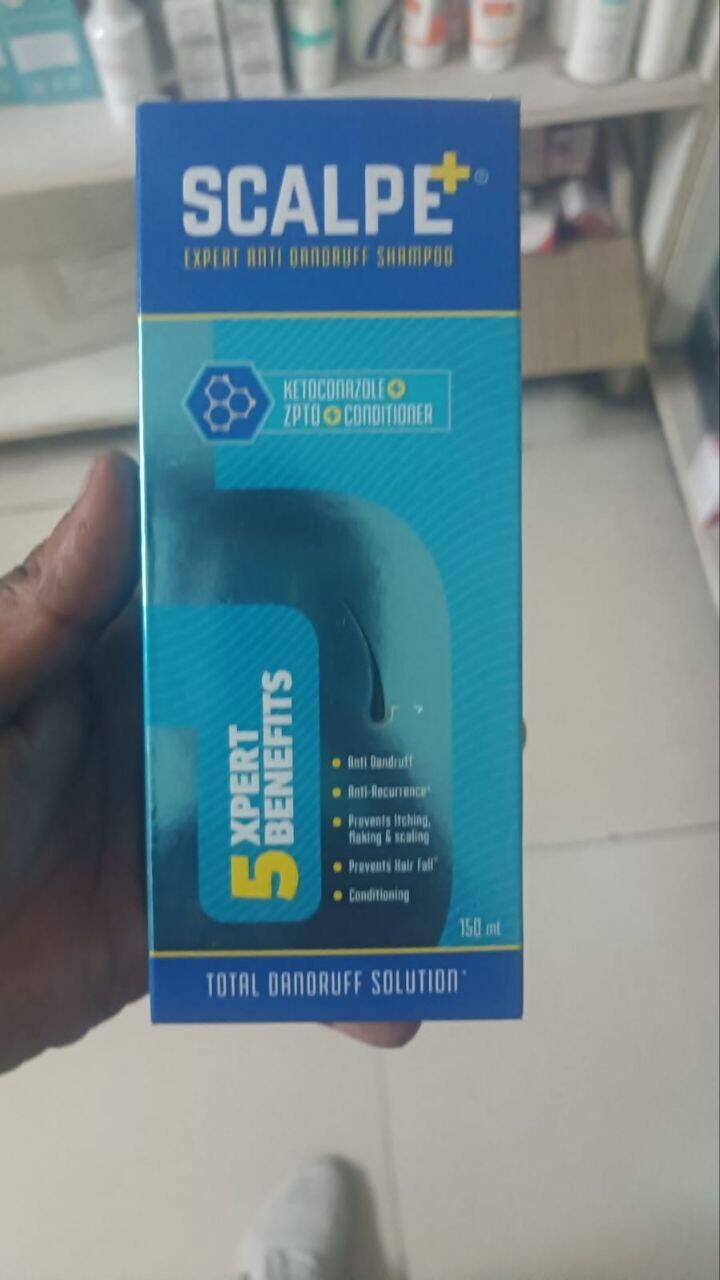 SCALPE+®
EXPERT ANTI DANDRUFF SHAMPOO
KETOCONAZOLE+
ZPTO+CONDITIONER
5 XPERT
BENEFITS
Anti Dandruff
Anti-Recurrence*
Prevents Itching,
flaking & scaling
Prevents Hair Fall*
Conditioning
150 ml
TOTAL DANDRUFF SOLUTION*